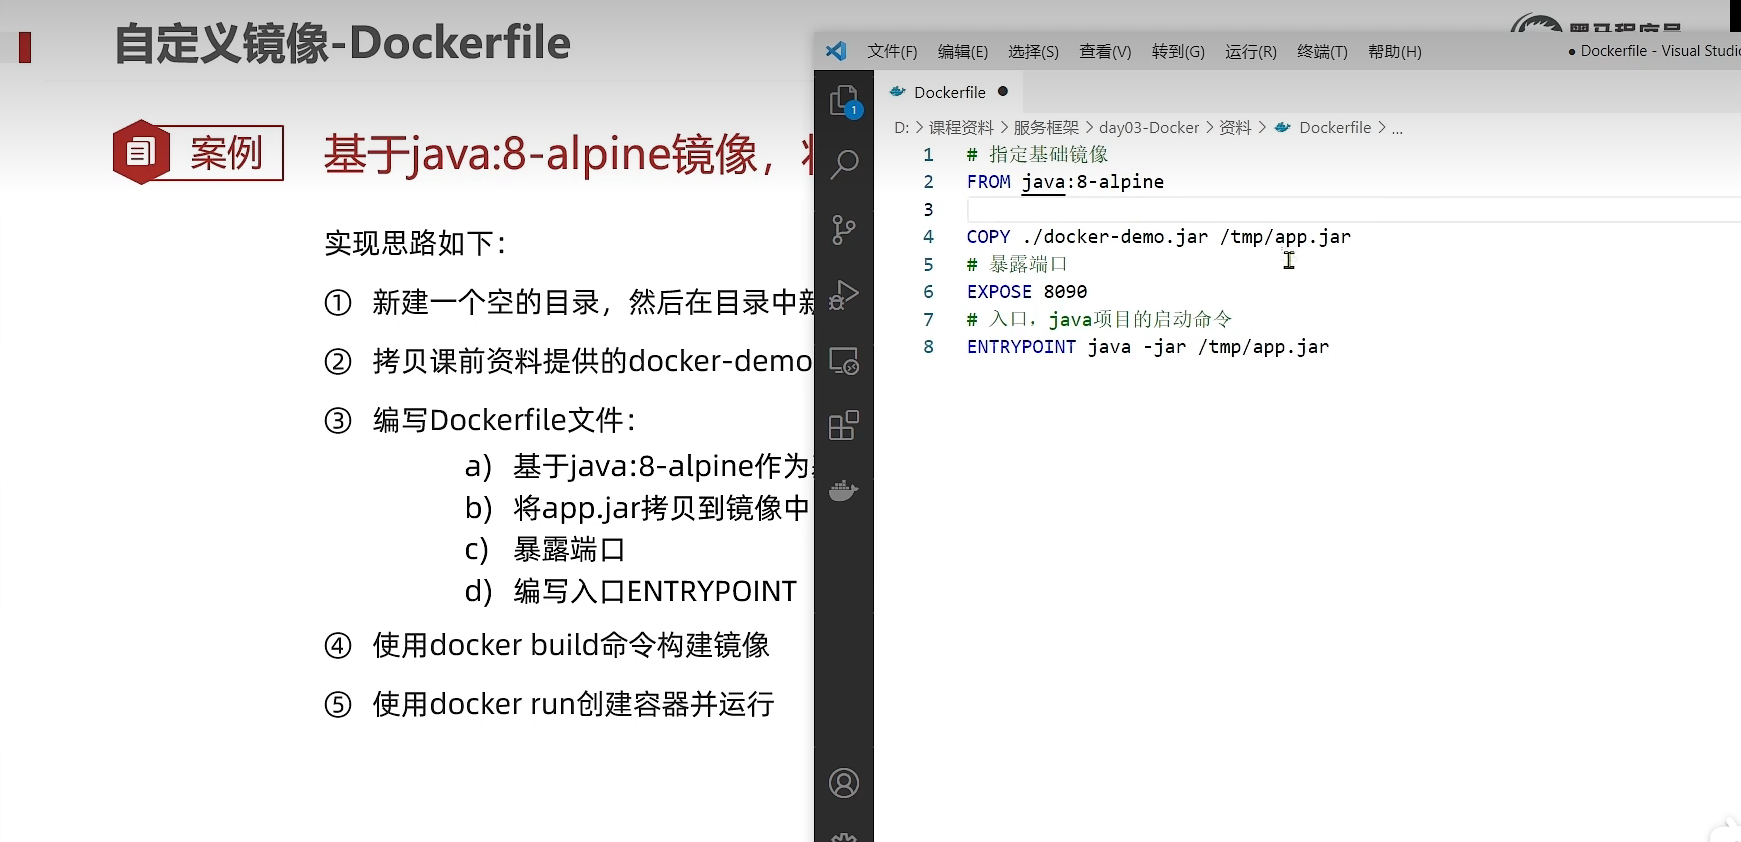 自定义镜像-Dockerfile
案例
基于java:8-alpine镜像，
实现思路如下：
① 新建一个空的目录，然后在目录中新
② 拷贝课前资料提供的docker-demo
③ 编写Dockerfile文件：
a) 基于java:8-alpine作为
b) 将app.jar拷贝到镜像中
c) 暴露端口
d) 编写入口ENTRYPOINT
④ 使用docker build命令构建镜像
⑤ 使用docker run创建容器并运行
文件(F) 编辑(E) 选择(S) 查看(V) 转到(G) 运行(R) 终端(T) 帮助(H) ● Dockerfile - Visual Studi
1
Dockerfile ●
D: > 课程资料 > 服务框架 > day03-Docker > 资料 > Dockerfile > ...
1 # 指定基础镜像
2 FROM java:8-alpine
3
4 COPY ./docker-demo.jar /tmp/app.jar
5 # 暴露端口
6 EXPOSE 8090
7 # 入口，java项目的启动命令
8 ENTRYPOINT java -jar /tmp/app.jar